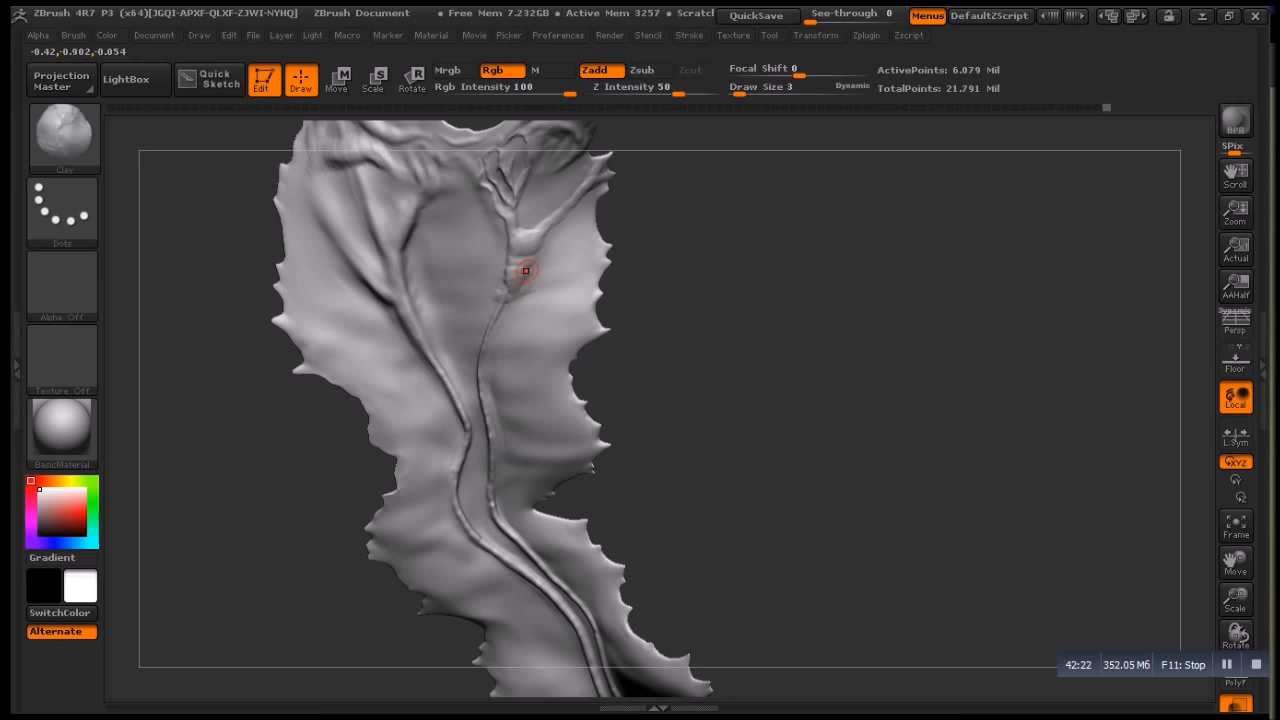 ZBrush 4R7 P3 (x64)[JGQI-APXF-QLXF-ZJWI-NYHQ] ZBrush Document • Free Mem 7.232GB • Active Mem 3257 • Scratcl QuickSave See-through 0 Menus DefaultZScript
Alpha Brush Color Document Draw Edit File Layer Light Macro Marker Material Movie Picker Preferences Render Stencil Stroke Texture Tool Transform Zplugin Zscript
-0.42,-0.902,-0.054
Projection Master
LightBox
Quick Sketch
Edit Draw Move Scale Rotate
Mrgb Rgb M Zadd Zsub Zcut
Rgb Intensity 100 Z Intensity 50
Focal Shift 0
Draw Size 3 Dynamic
ActivePoints: 6.079 Mil
TotalPoints: 21.791 Mil
Clay
Dots
Alpha Off
Texture Off
BasicMaterial
Gradient
SwitchColor
Alternate
BPR
SPix
Scroll
Zoom
Actual
AAHalf
Dynamic
Persp
Floor
Local
L.Sym
XYZ
Frame
Move
Scale
Rotate
PolyF
42:22 352.05 Мб F11: Stop